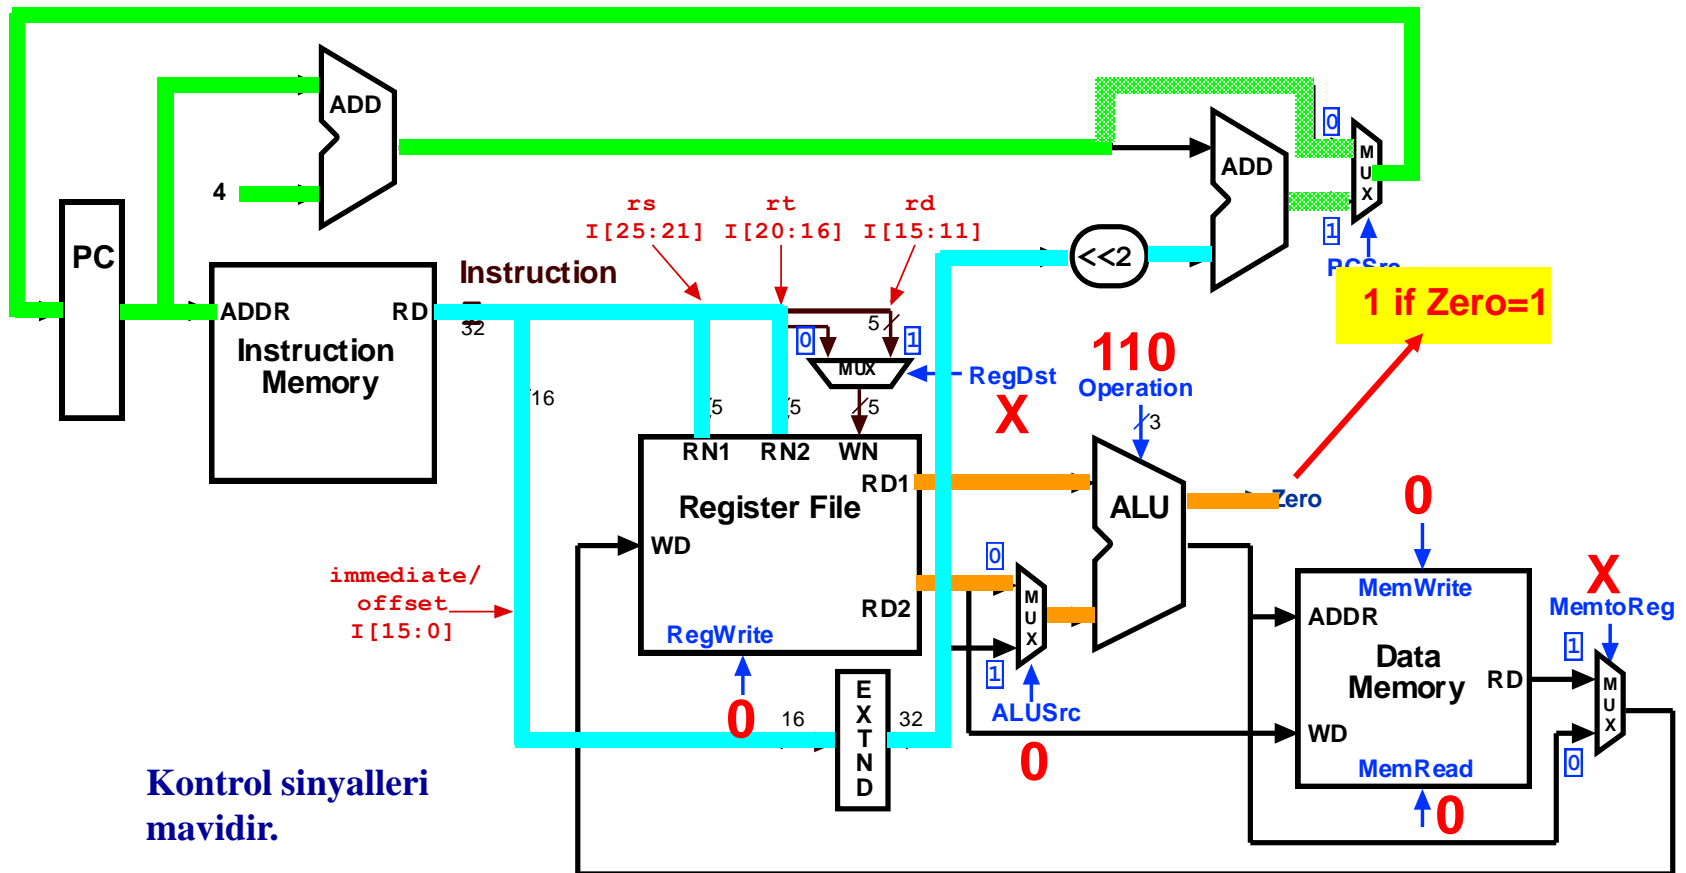 ADD
0
M
U
X
ADD
4
rs
I[25:21]
rt
I[20:16]
rd
I[15:11]
1
PC
<<2
Instruction
1 if Zero=1
ADDR
RD
32
5
Instruction
Memory
0
1
110
MUX
RegDst
Operation
16
5
5
5
X
3
RN1
RN2
WN
RD1
Register File
ALU
Zero
0
WD
0
immediate/
offset
I[15:0]
M
U
X
MemWrite
X
MemtoReg
RD2
ADDR
RegWrite
1
Data
Memory
RD
1
M
U
X
E
X
T
N
D
ALUSrc
0
16
32
0
WD
0
MemRead
0
Kontrol sinyalleri
mavidir.